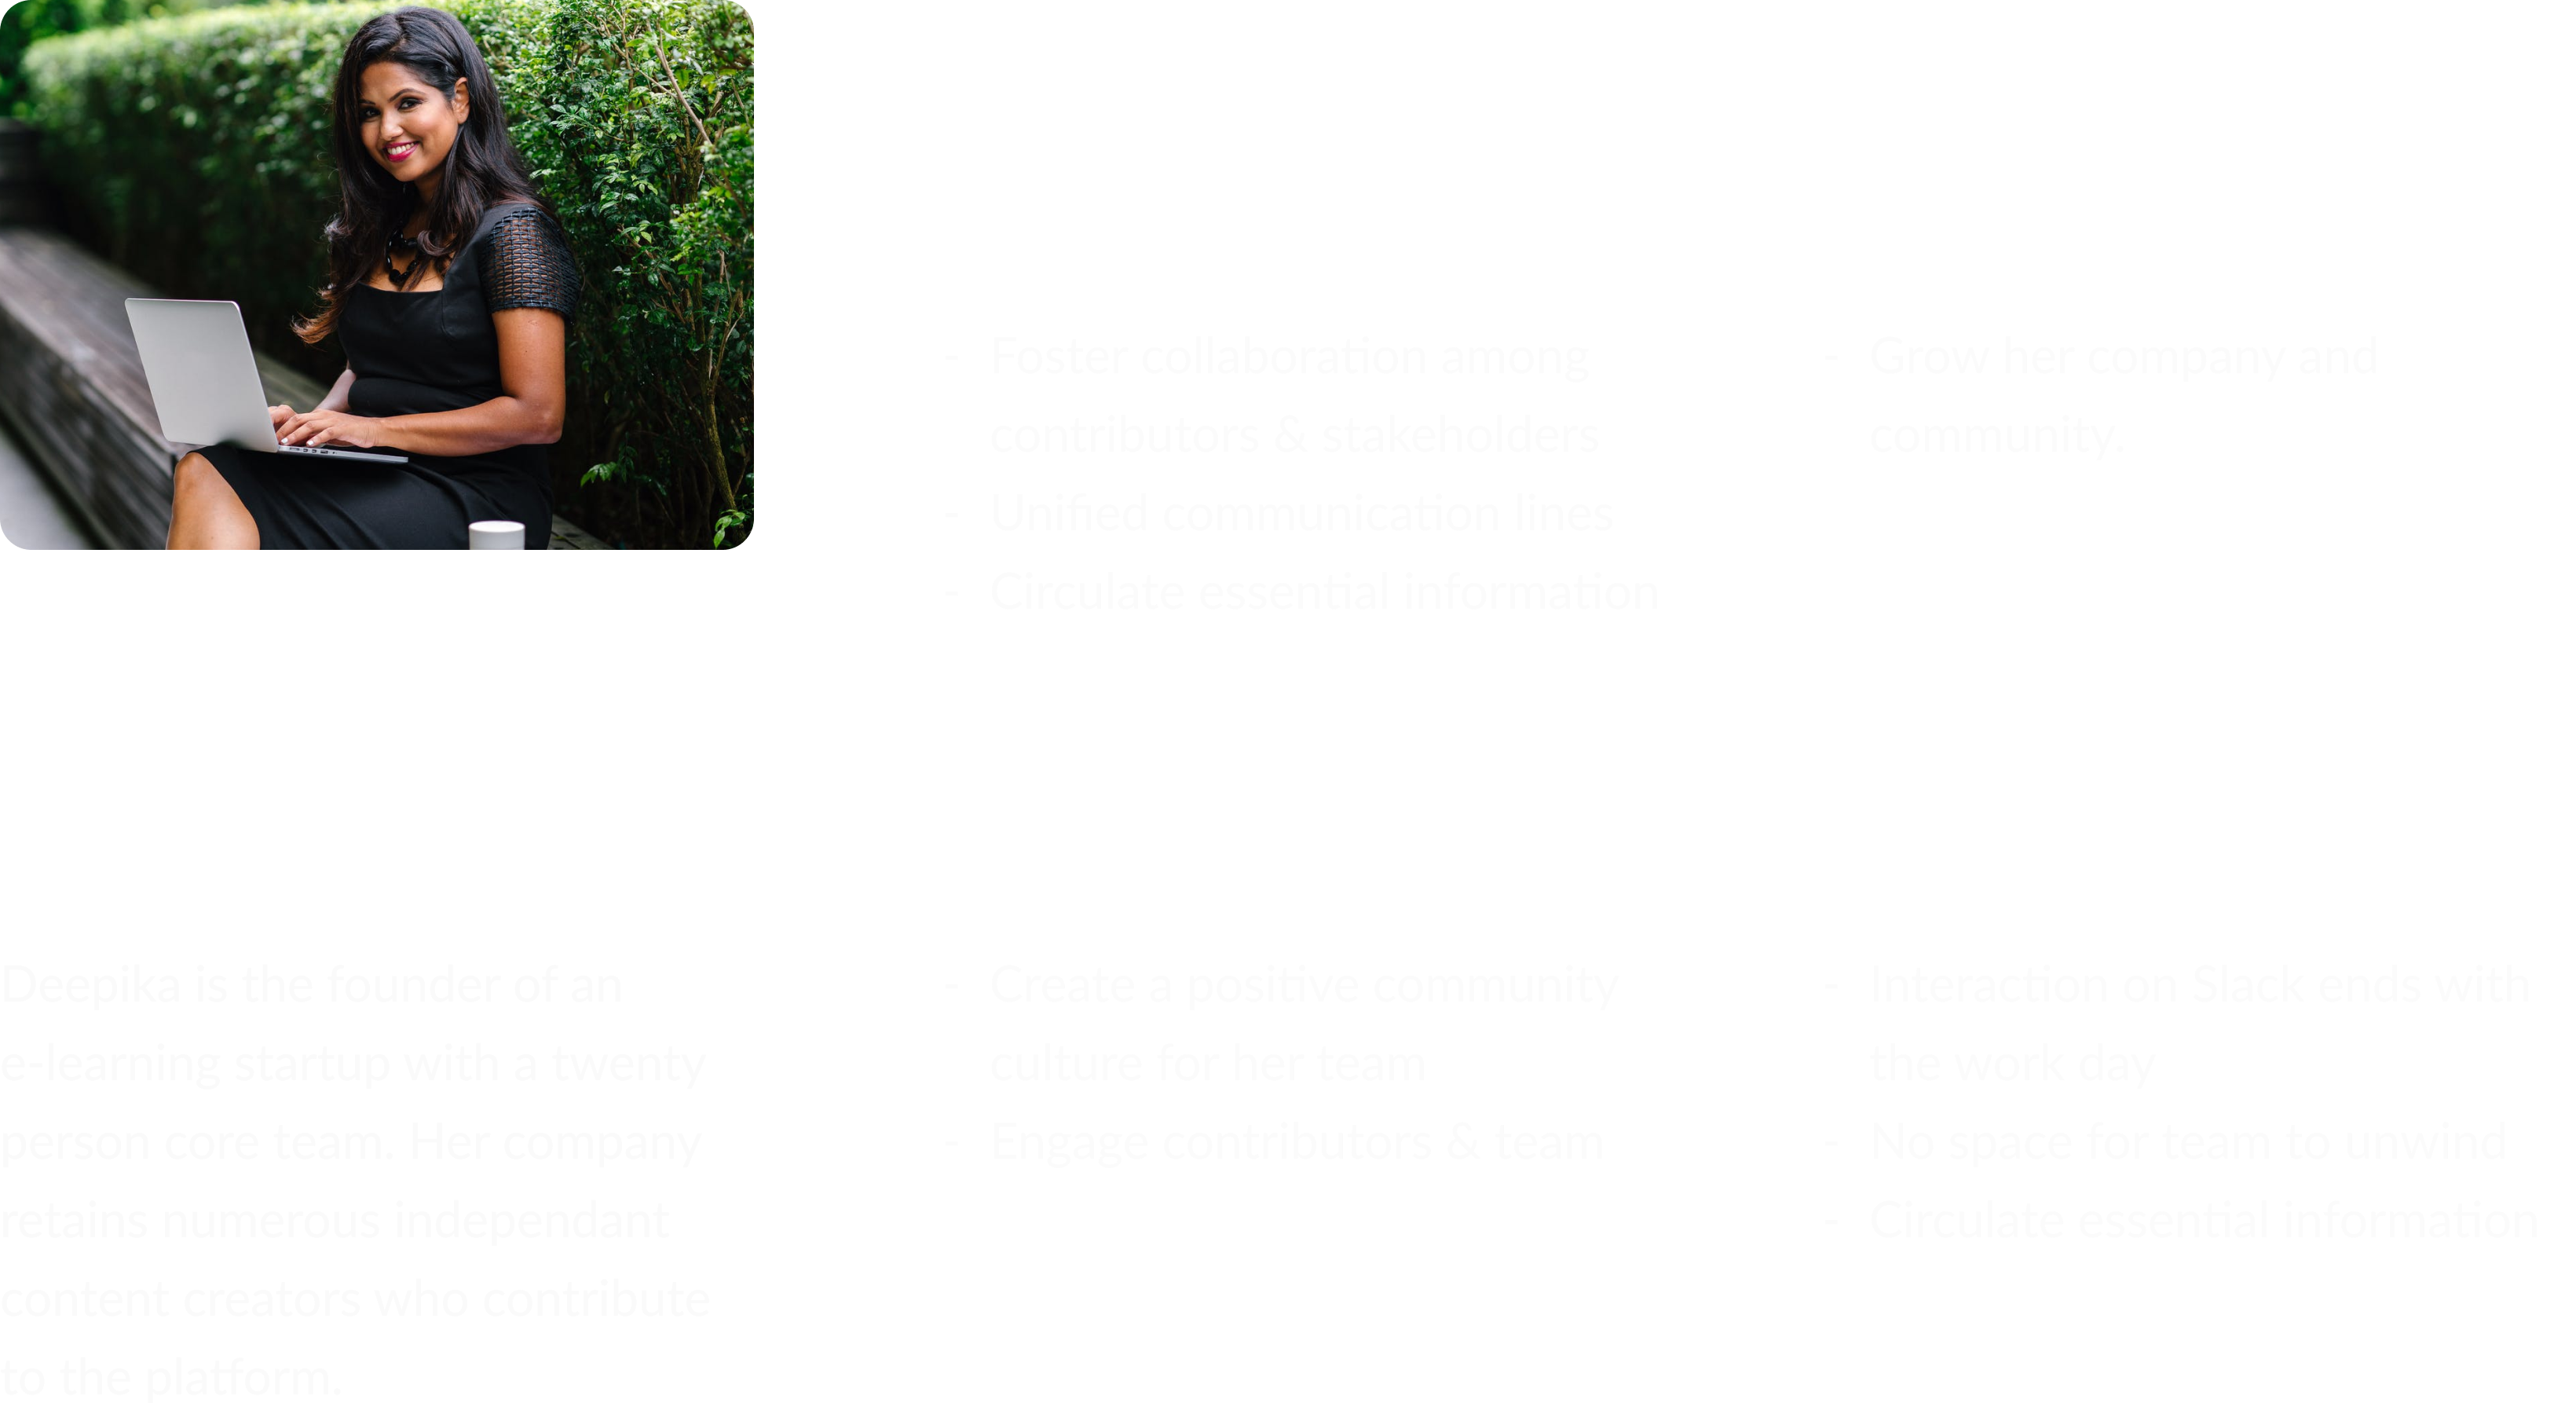 - Foster collaboration among
contributors & stakeholders
- Unified communication lines
- Circulate essential information
- Grow her company and
community.
Deepika is the founder of an
e-learning startup with a twenty
person core team. Her company
retains numerous independant
content creators who contribute
to the platform.
- Create a positive community
culture for her team
- Engage contributors & team
- Interaction on Slack ends with
the work day
- No space for team to unwind
- Circulate essential information